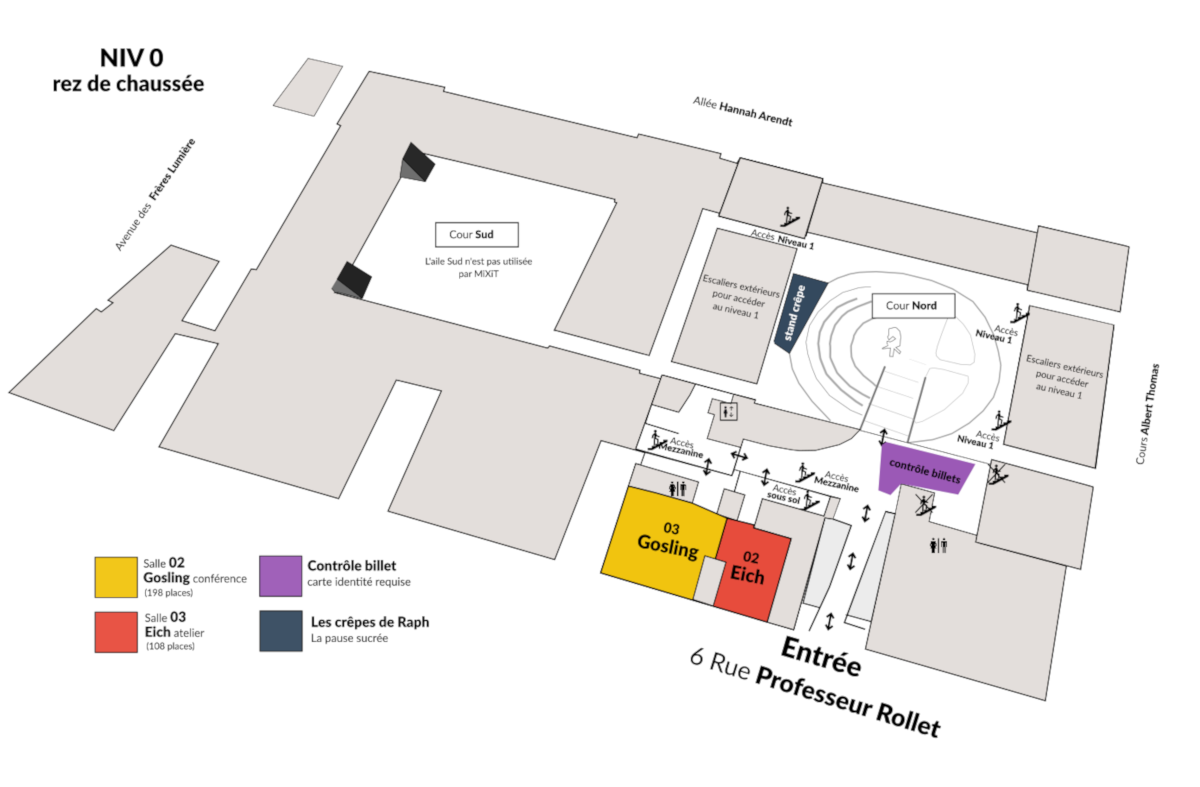 NIV 0
rez de chaussée
Allée Hannah Arendt
Avenue des Frères Lumière
Cour Sud
L'aile Sud n'est pas utilisée
par MiXiT
Accès Niveau 1
Escaliers extérieurs
pour accéder
au niveau 1
stand crêpe
Cour Nord
Accès
Niveau 1
Escaliers extérieurs
pour accéder
au niveau 1
Cours Albert Thomas
Accès
Niveau 1
Accès
Mezzanine
Accès
Mezzanine
contrôle billets
Accès
sous sol
03
Gosling
02
Eich
Salle 02
Gosling conférence
(198 places)
Contrôle billet
carte identité requise
Salle 03
Eich atelier
(108 places)
Les crêpes de Raph
La pause sucrée
Entrée
6 Rue Professeur Rollet